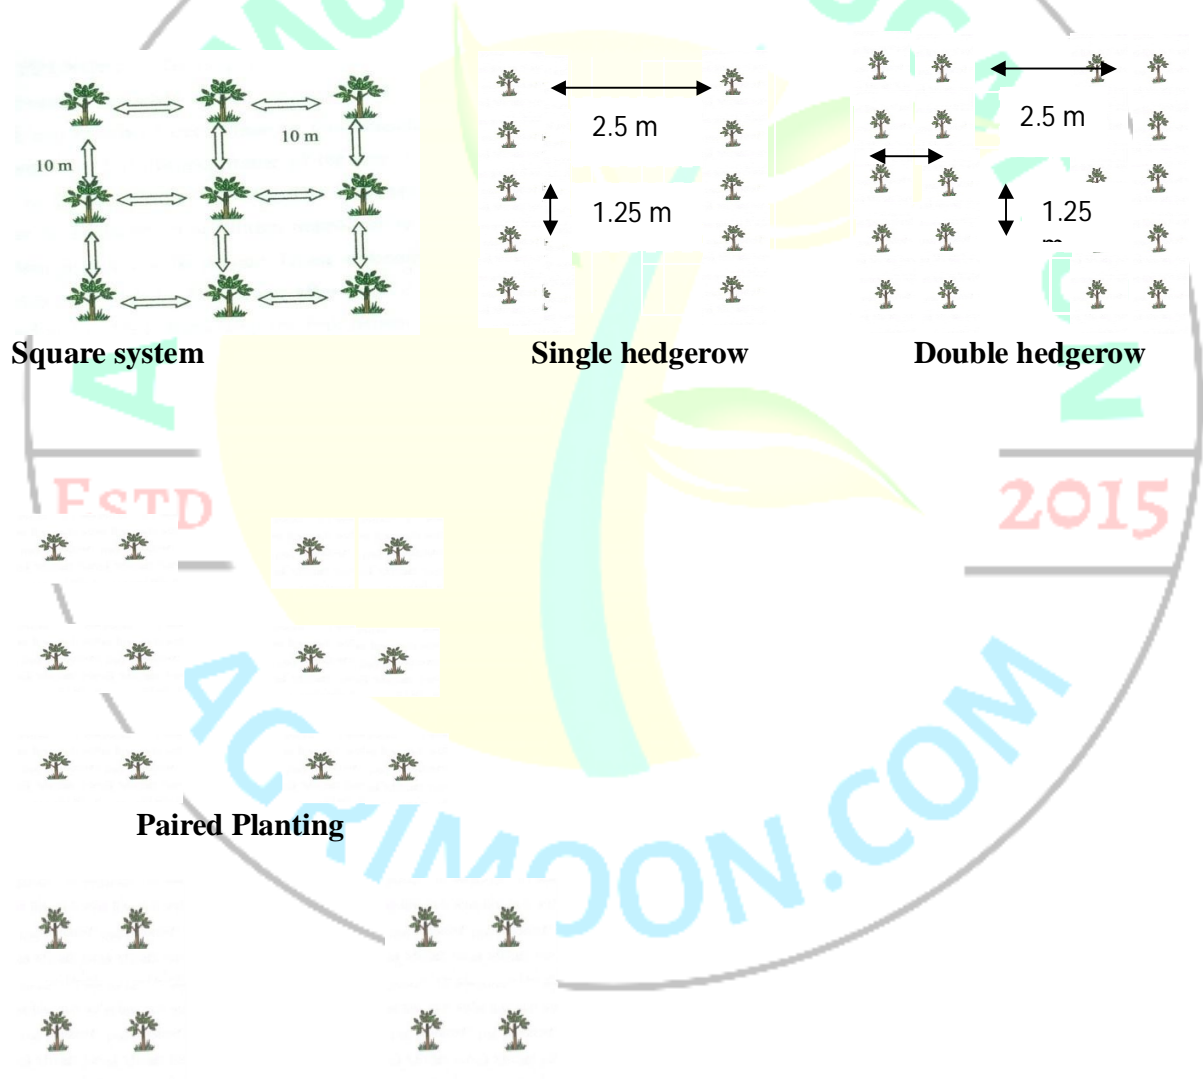 10 m
10 m
2.5 m
1.25 m
2.5 m
1.25
Square system
Single hedgerow
Double hedgerow
ESTD
2015
Paired Planting
AGRIMOON.COM